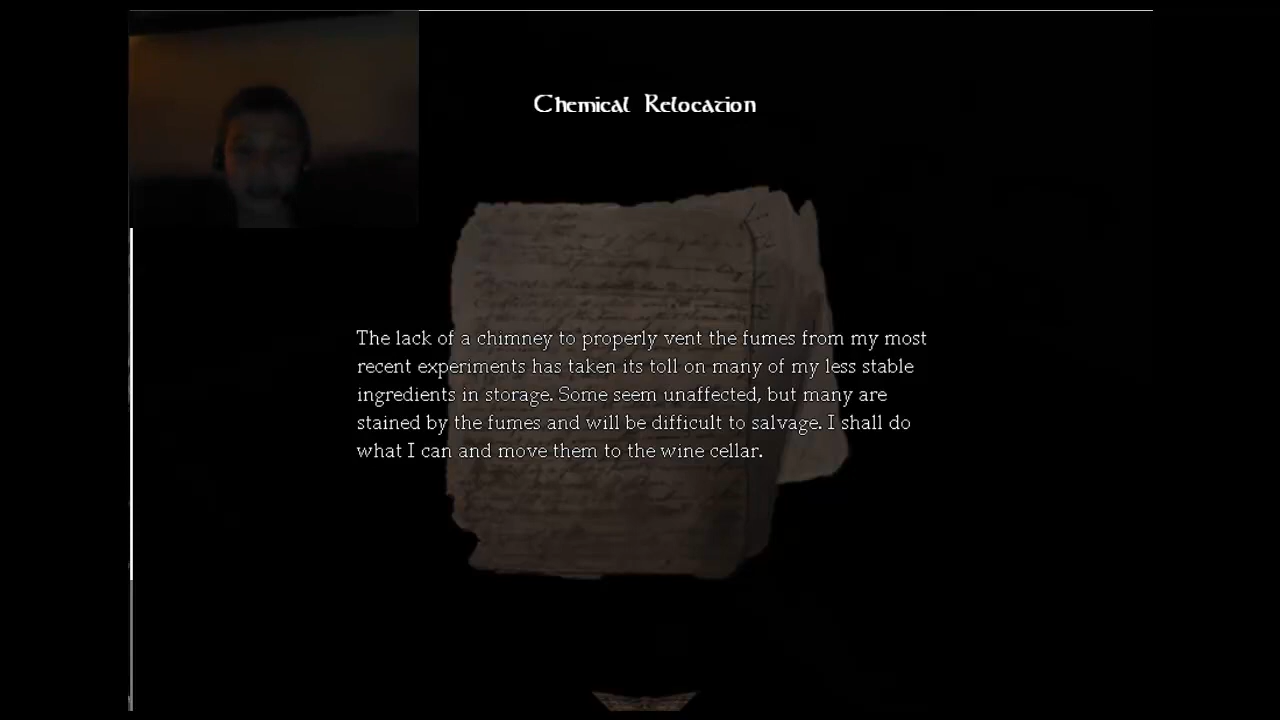 Chemical Relocation
The lack of a chimney to properly vent the fumes from my most
recent experiments has taken its toll on many of my less stable
ingredients in storage. Some seem unaffected, but many are
stained by the fumes and will be difficult to salvage. I shall do
what I can and move them to the wine cellar.